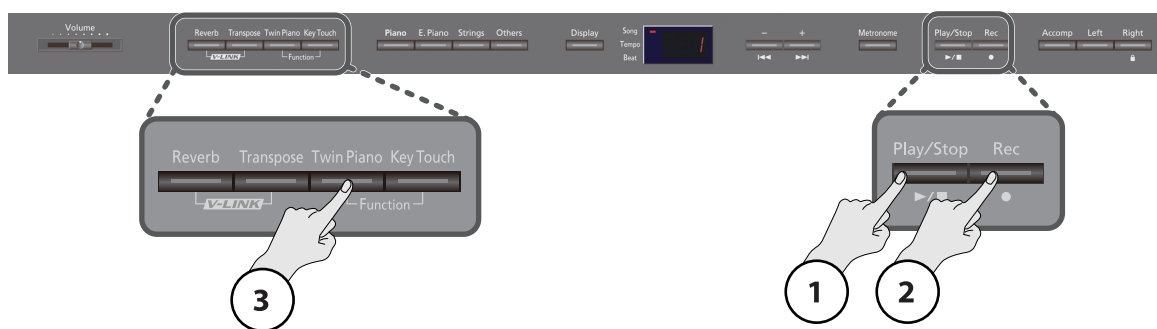 Volume
Reverb Transpose Twin Piano Key Touch
V-LINK Function
Piano E. Piano Strings Others
Display
Song
Tempo
Beat
1
− +
Metronome
Play/Stop Rec
Accomp Left Right
Reverb Transpose Twin Piano Key Touch
V-LINK Function
Play/Stop Rec
3
1 2